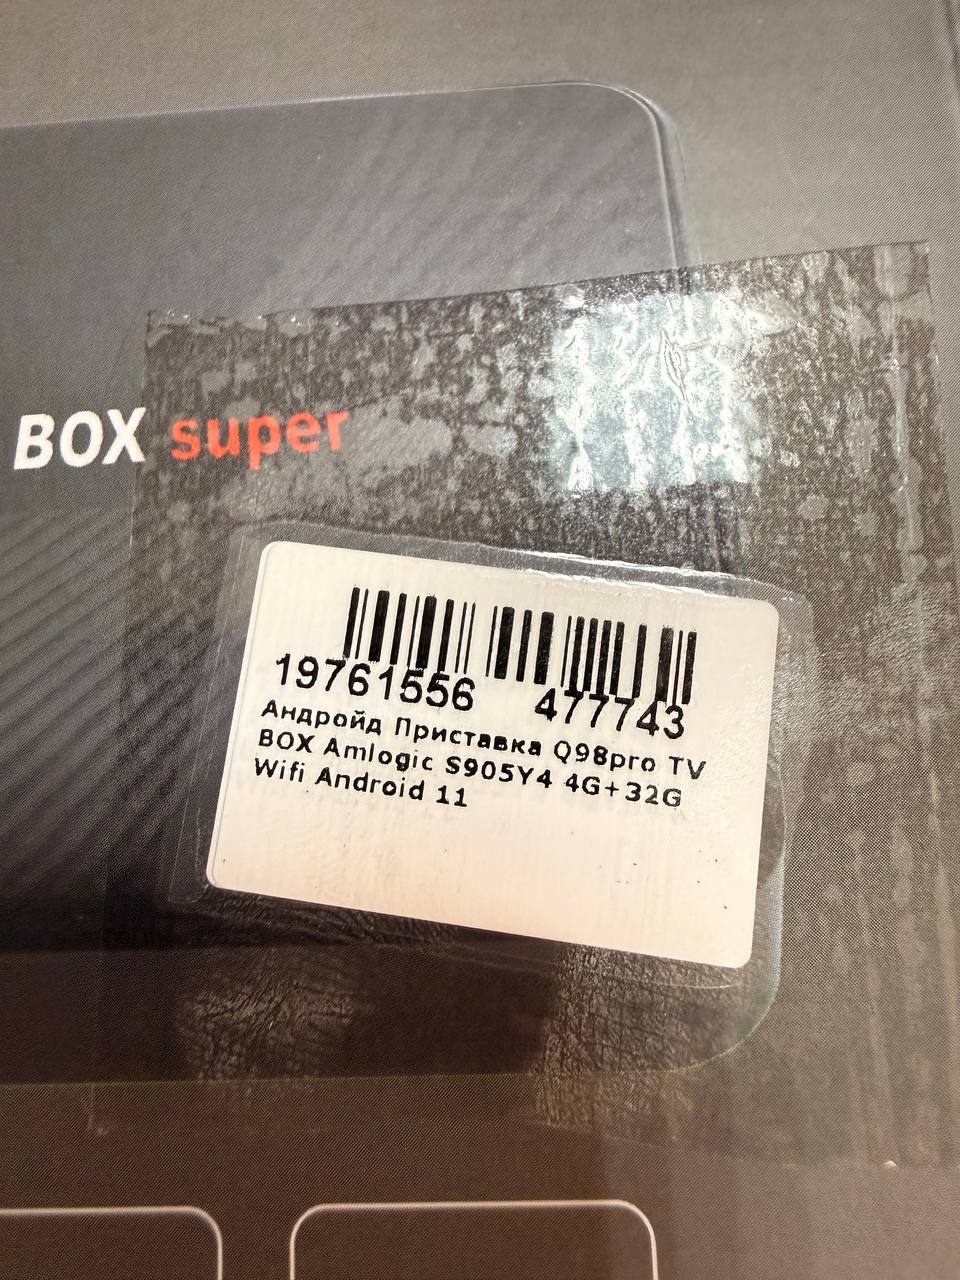 BOX super
19761556 477743
Андройд Приставка Q98pro TV
BOX Amlogic S905Y4 4G+32G
Wifi Android 11